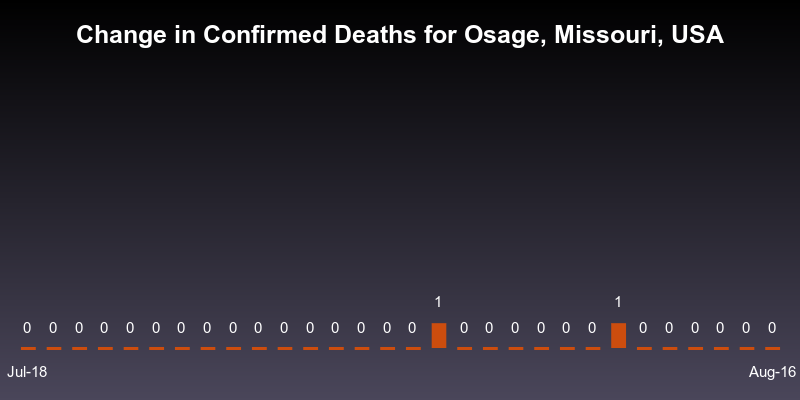 Change in Confirmed Deaths for Osage, Missouri, USA
1 1
0 0 0 0 0 0 0 0 0 0 0 0 0 0 0 0 0 0 0 0 0 0 0 0 0 0 0 0
Jul-18 Aug-16